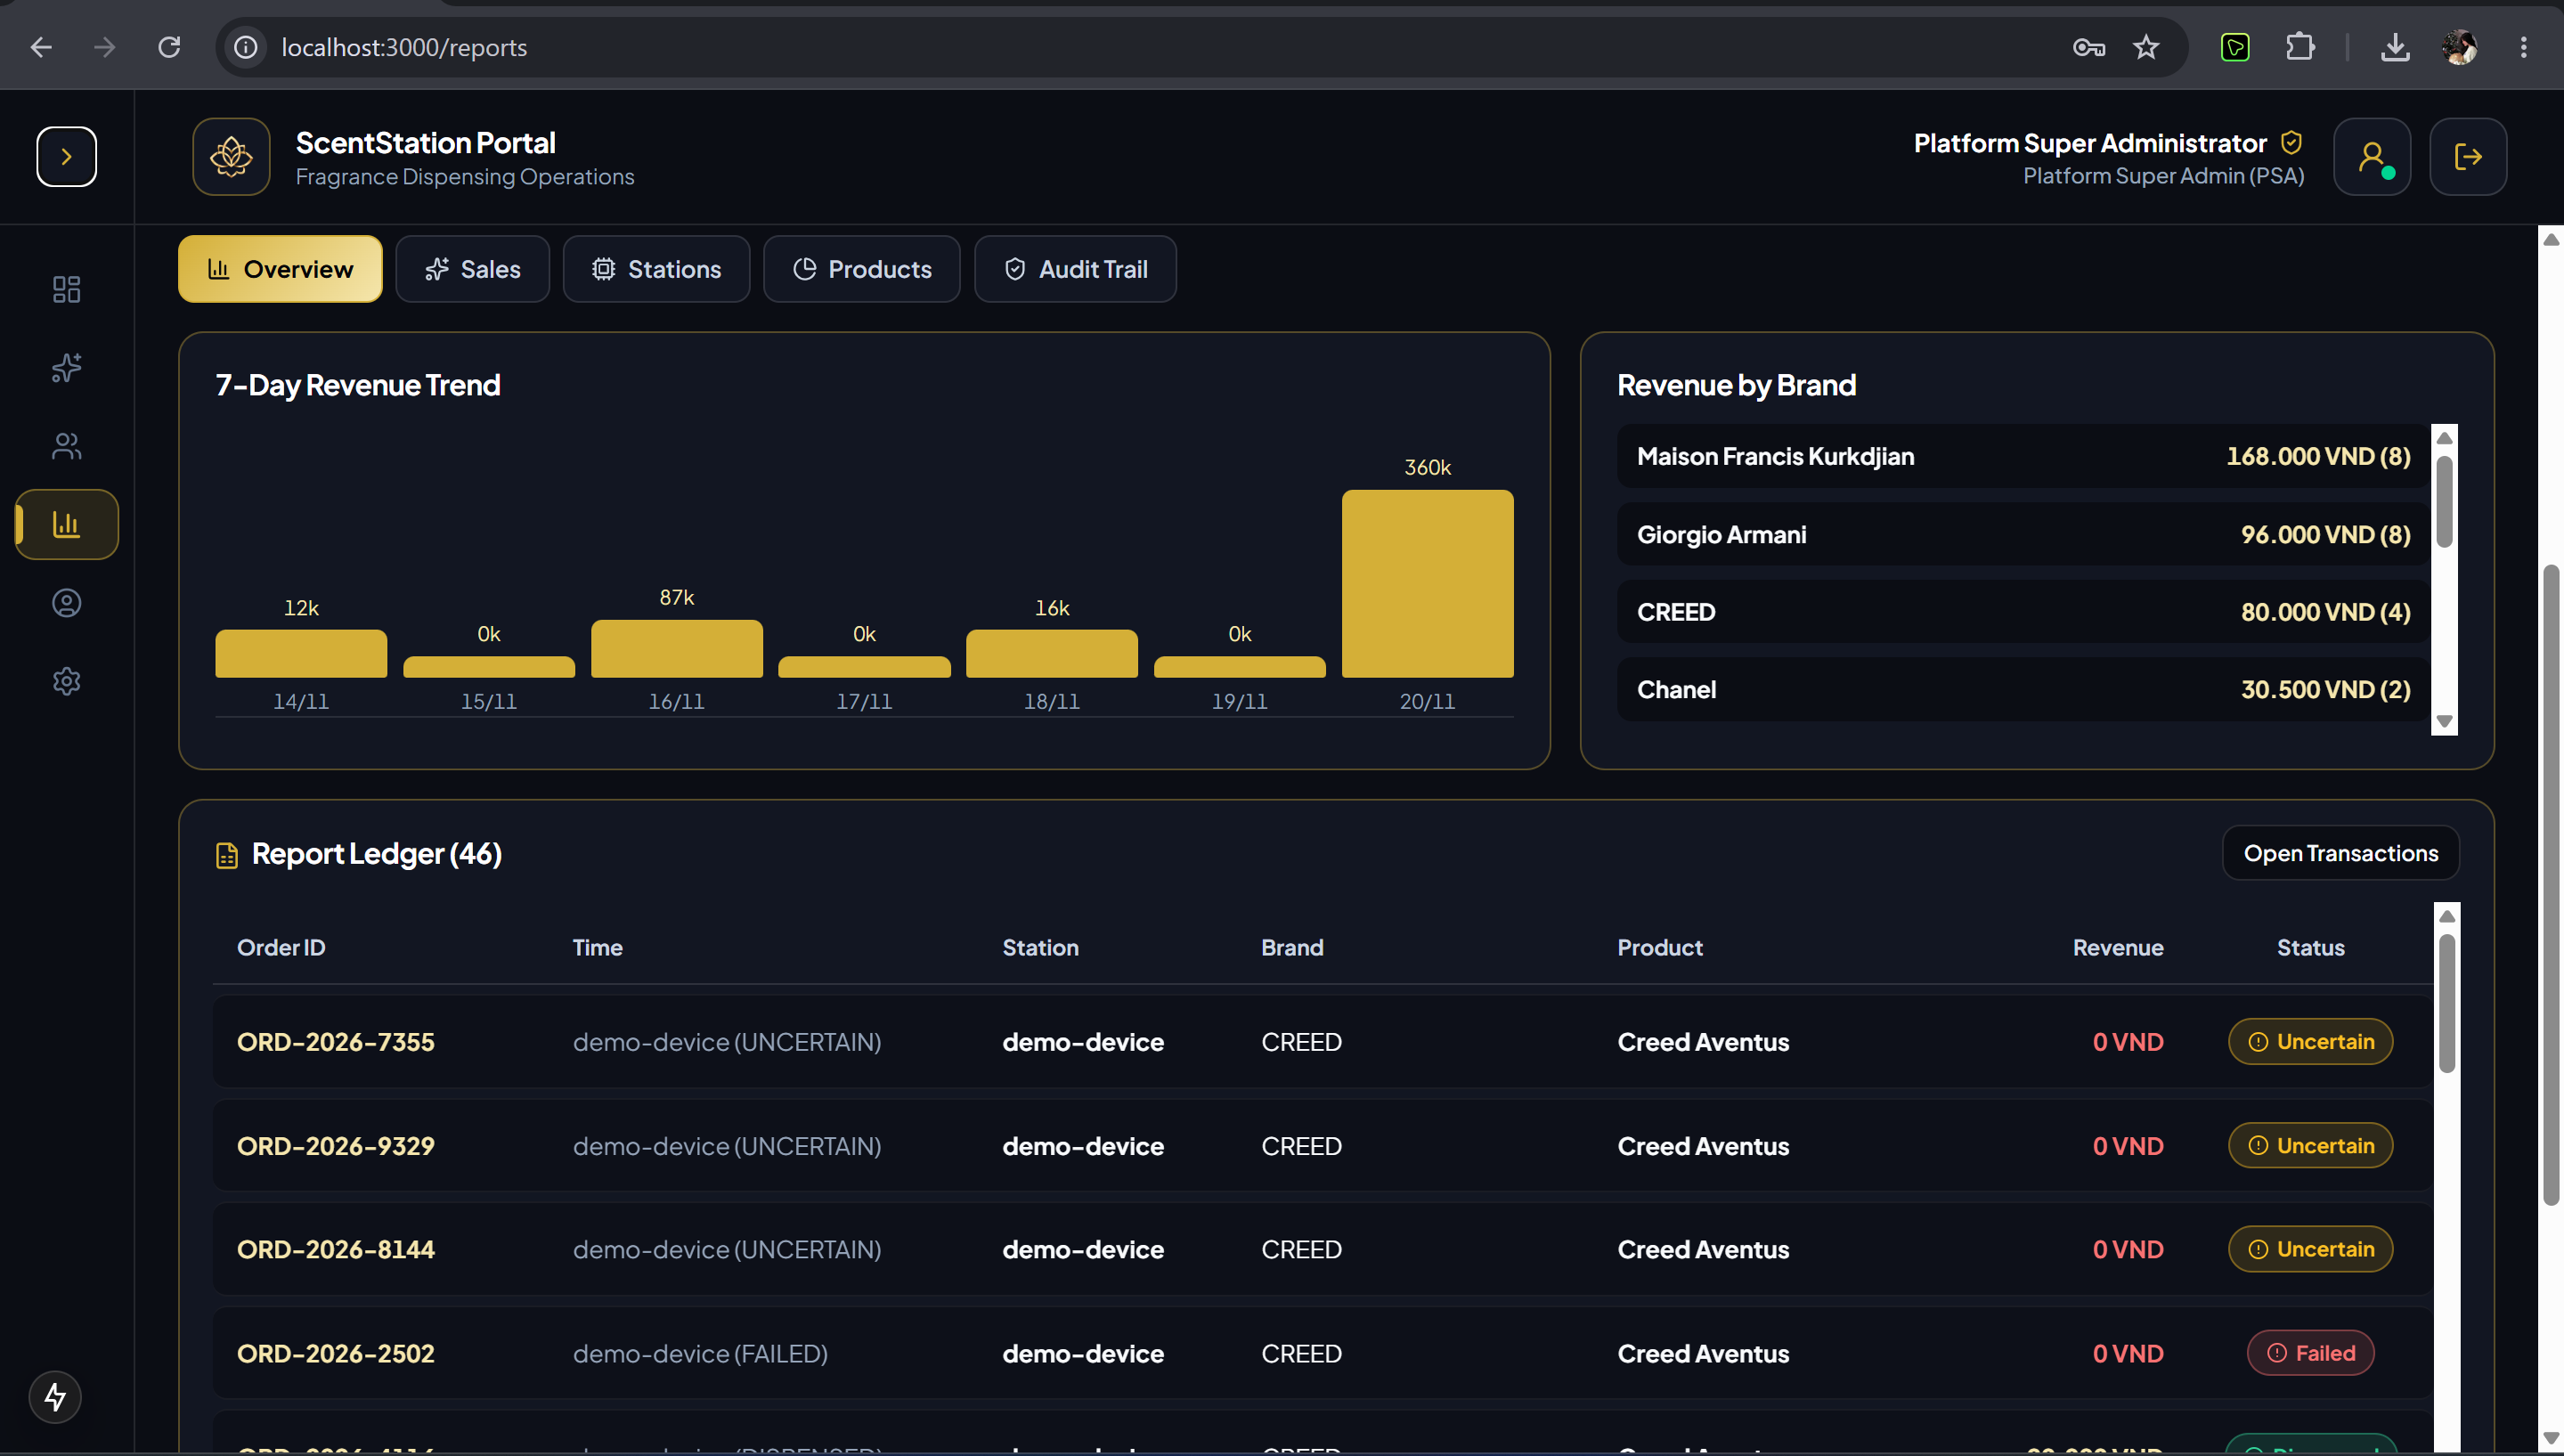 localhost:3000/reports
ScentStation Portal
Fragrance Dispensing Operations
Platform Super Administrator
Platform Super Admin (PSA)
Overview
Sales
Stations
Products
Audit Trail
7-Day Revenue Trend
12k
0k
87k
0k
16k
0k
360k
14/11
15/11
16/11
17/11
18/11
19/11
20/11
Revenue by Brand
Maison Francis Kurkdjian 168.000 VND (8)
Giorgio Armani 96.000 VND (8)
CREED 80.000 VND (4)
Chanel 30.500 VND (2)
Report Ledger (46)
Open Transactions
Order ID Time Station Brand Product Revenue Status
ORD-2026-7355 demo-device (UNCERTAIN) demo-device CREED Creed Aventus 0 VND Uncertain
ORD-2026-9329 demo-device (UNCERTAIN) demo-device CREED Creed Aventus 0 VND Uncertain
ORD-2026-8144 demo-device (UNCERTAIN) demo-device CREED Creed Aventus 0 VND Uncertain
ORD-2026-2502 demo-device (FAILED) demo-device CREED Creed Aventus 0 VND Failed